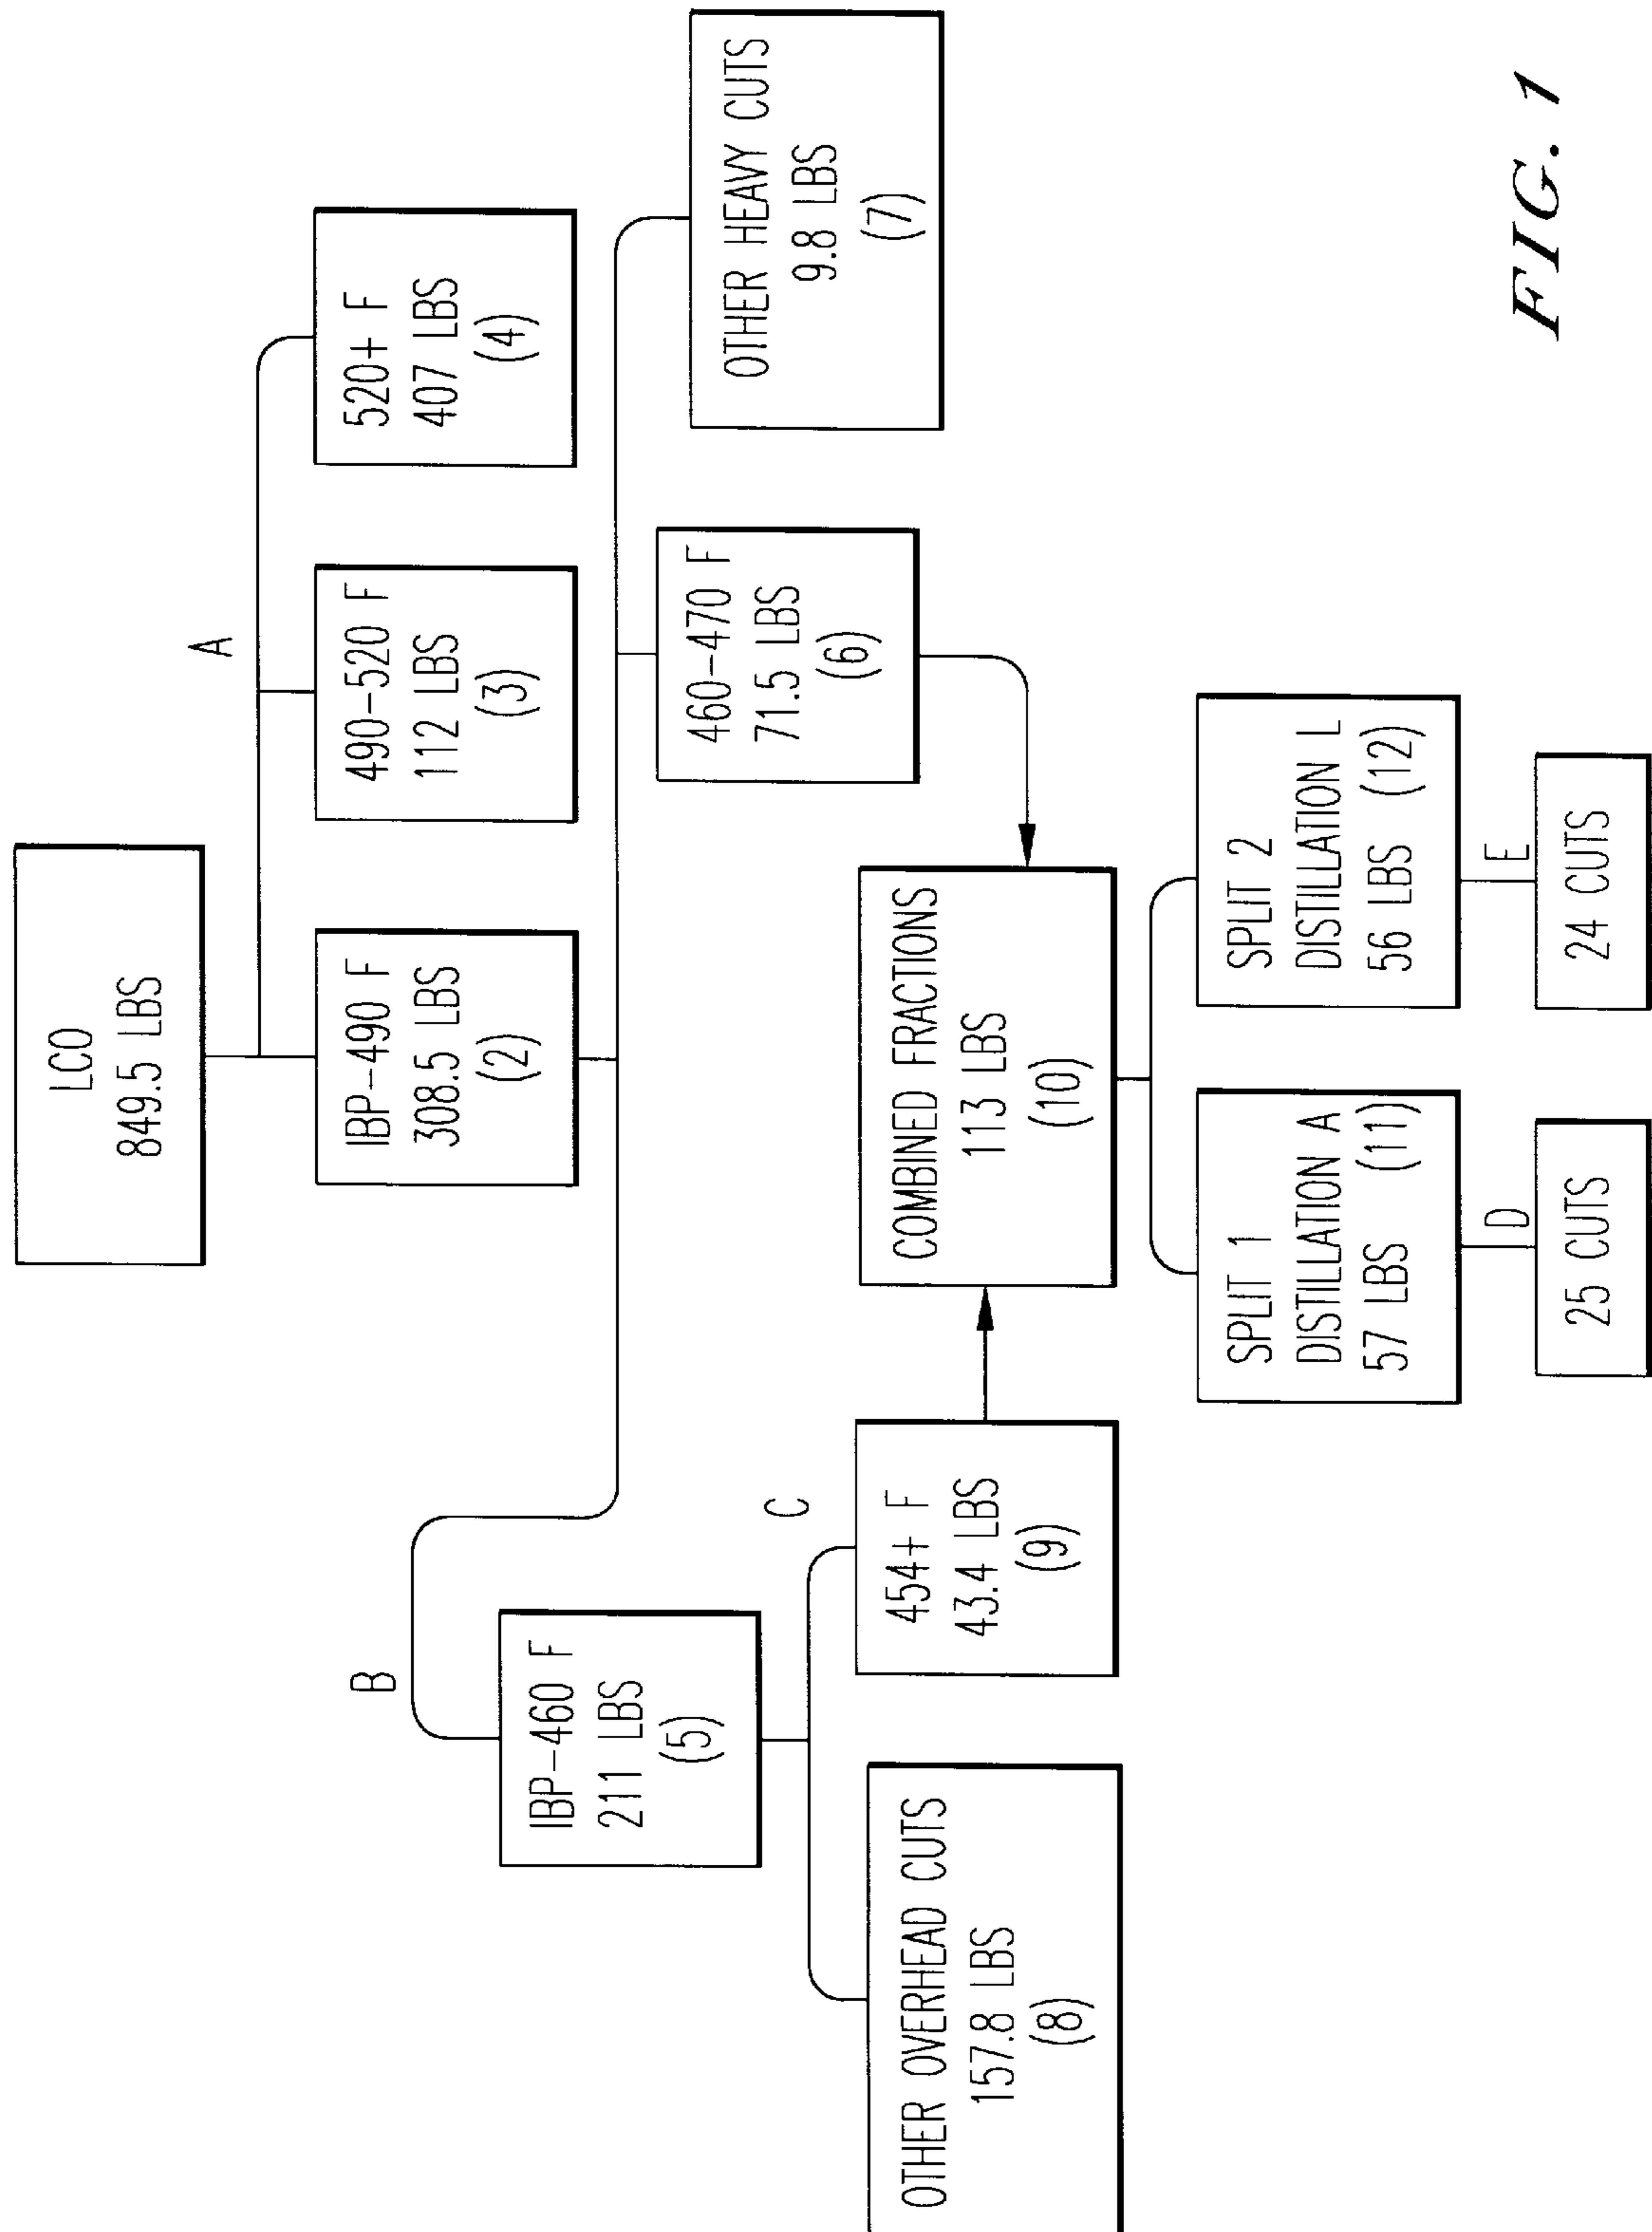 LCO
849.5 LBS
A
IBP-490 F
308.5 LBS
(2)
490-520 F
112 LBS
(3)
520+ F
407 LBS
(4)
B
IBP-460 F
211 LBS
(5)
460-470 F
71.5 LBS
(6)
OTHER HEAVY CUTS
9.8 LBS
(7)
C
OTHER OVERHEAD CUTS
157.8 LBS
(8)
454+ F
43.4 LBS
(9)
COMBINED FRACTIONS
113 LBS
(10)
SPLIT 1
DISTILLATION A
57 LBS (11)
SPLIT 2
DISTILLATION L
56 LBS (12)
D
25 CUTS
E
24 CUTS
FIG. 1